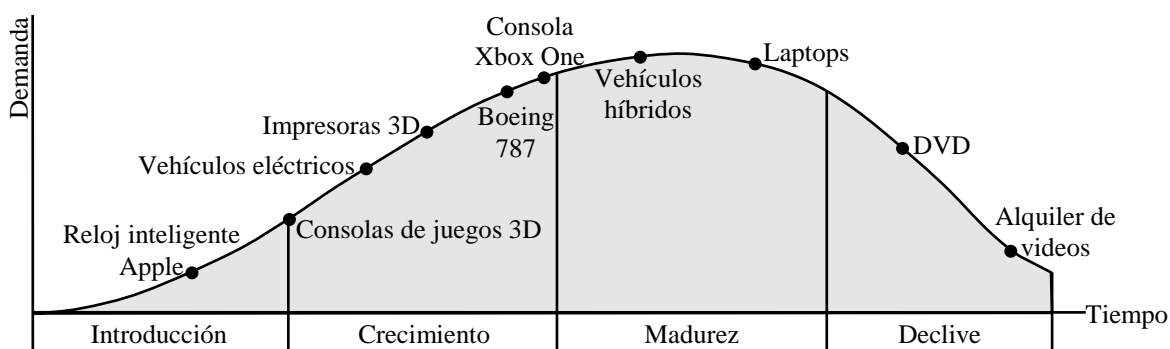 Demanda
Consola
Xbox One
Laptops
Vehículos
híbridos
Boeing
787
Impresoras 3D
DVD
Vehículos eléctricos
Reloj inteligente
Apple
Consolas de juegos 3D
Alquiler de
videos
Tiempo
Introducción
Crecimiento
Madurez
Declive